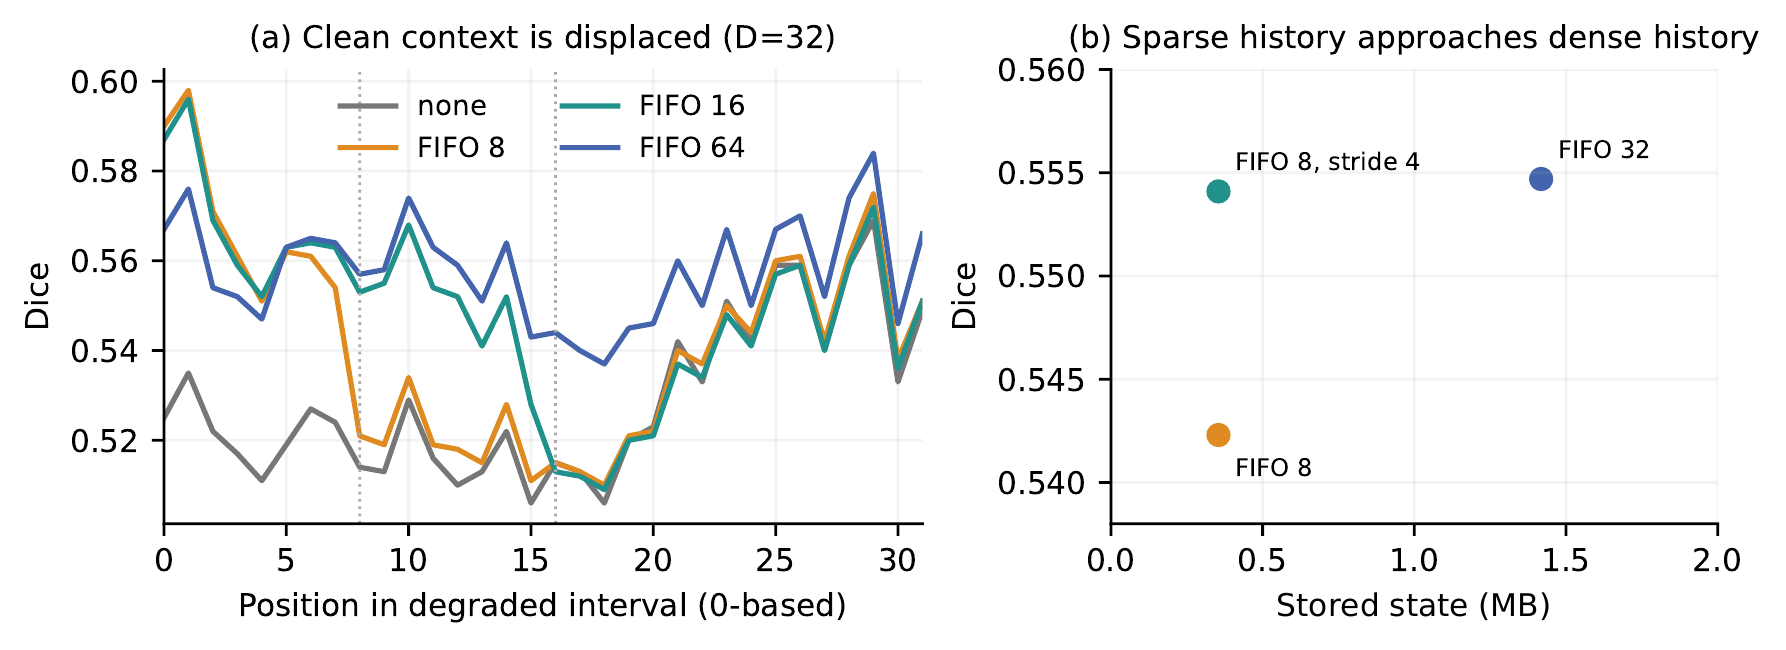 (a) Clean context is displaced (D=32)
0.60
0.58
0.56
0.54
0.52
Dice
none
FIFO 8
FIFO 16
FIFO 64
0
5
10
15
20
25
30
Position in degraded interval (0-based)
(b) Sparse history approaches dense history
0.560
0.555
0.550
0.545
0.540
Dice
FIFO 8, stride 4
FIFO 32
FIFO 8
0.0
0.5
1.0
1.5
2.0
Stored state (MB)